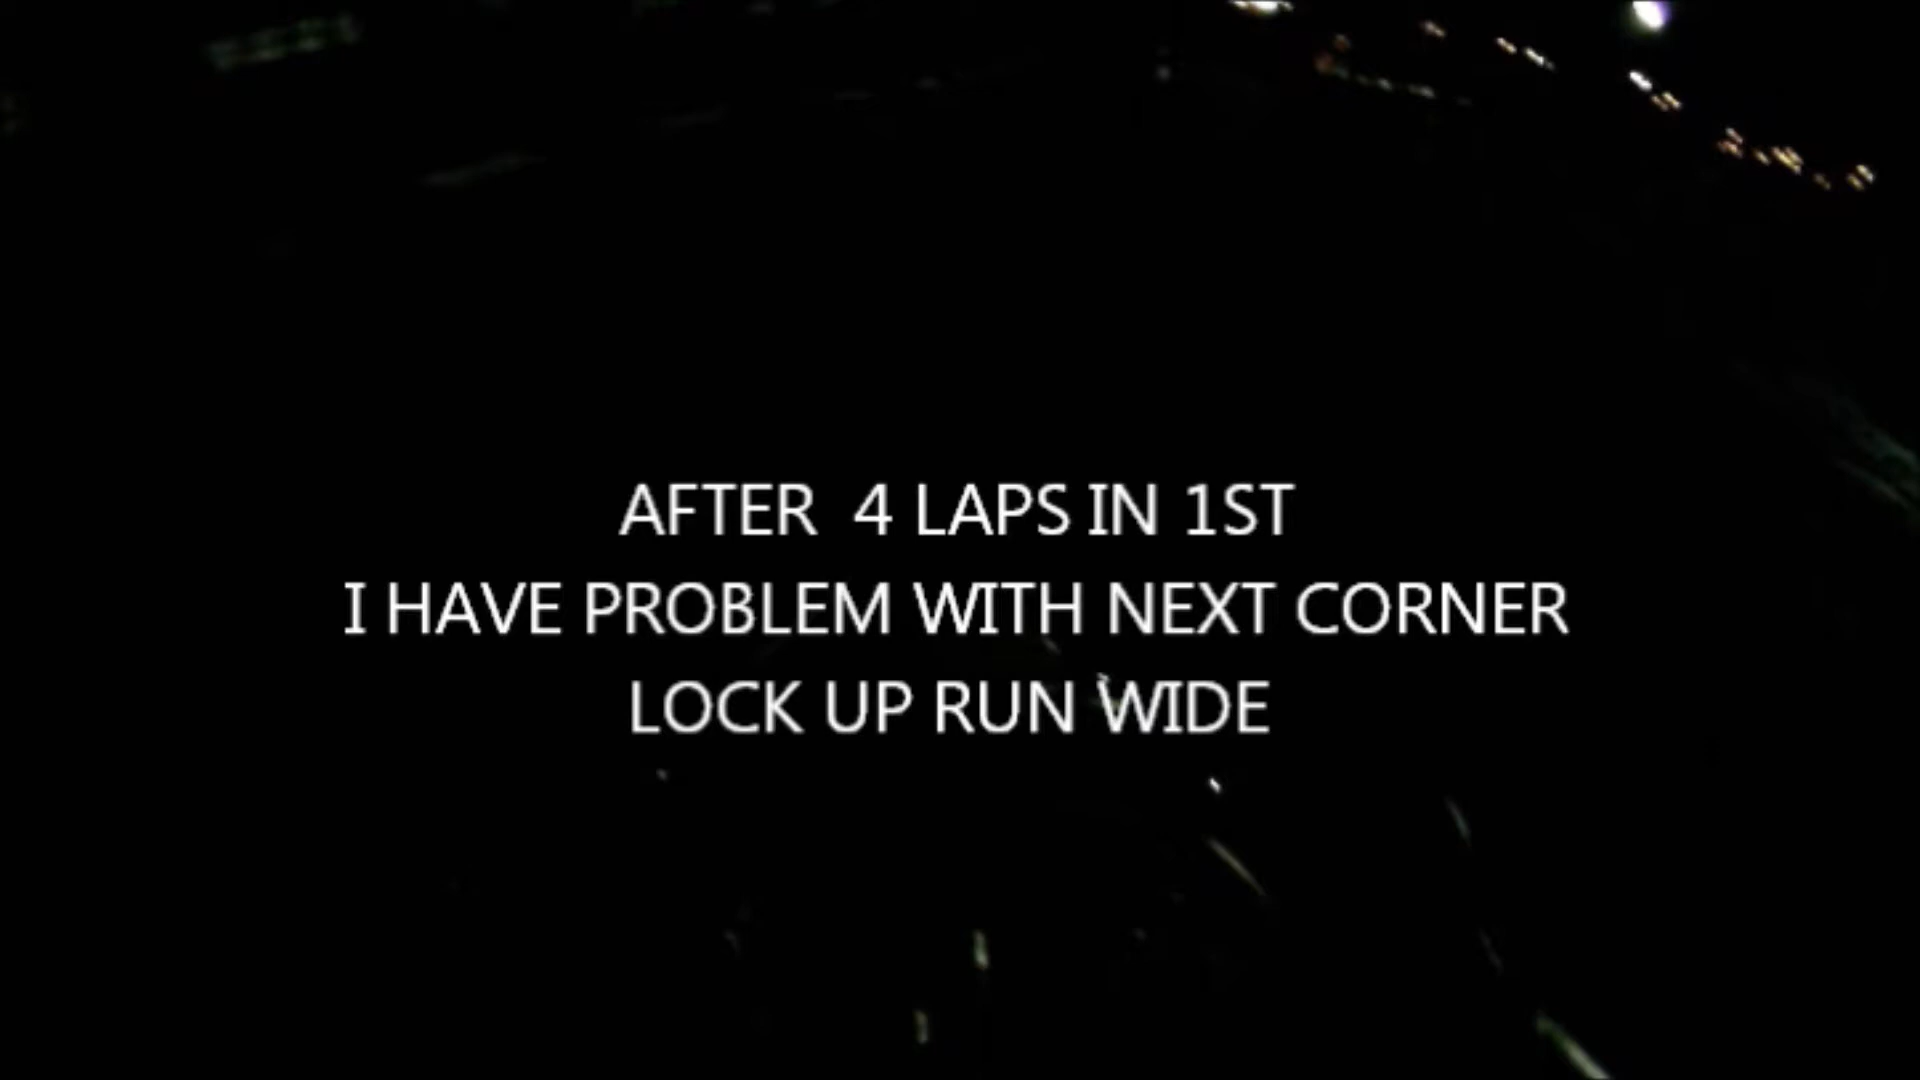 AFTER  4 LAPS IN 1ST
I HAVE PROBLEM WITH NEXT CORNER
LOCK UP RUN WIDE